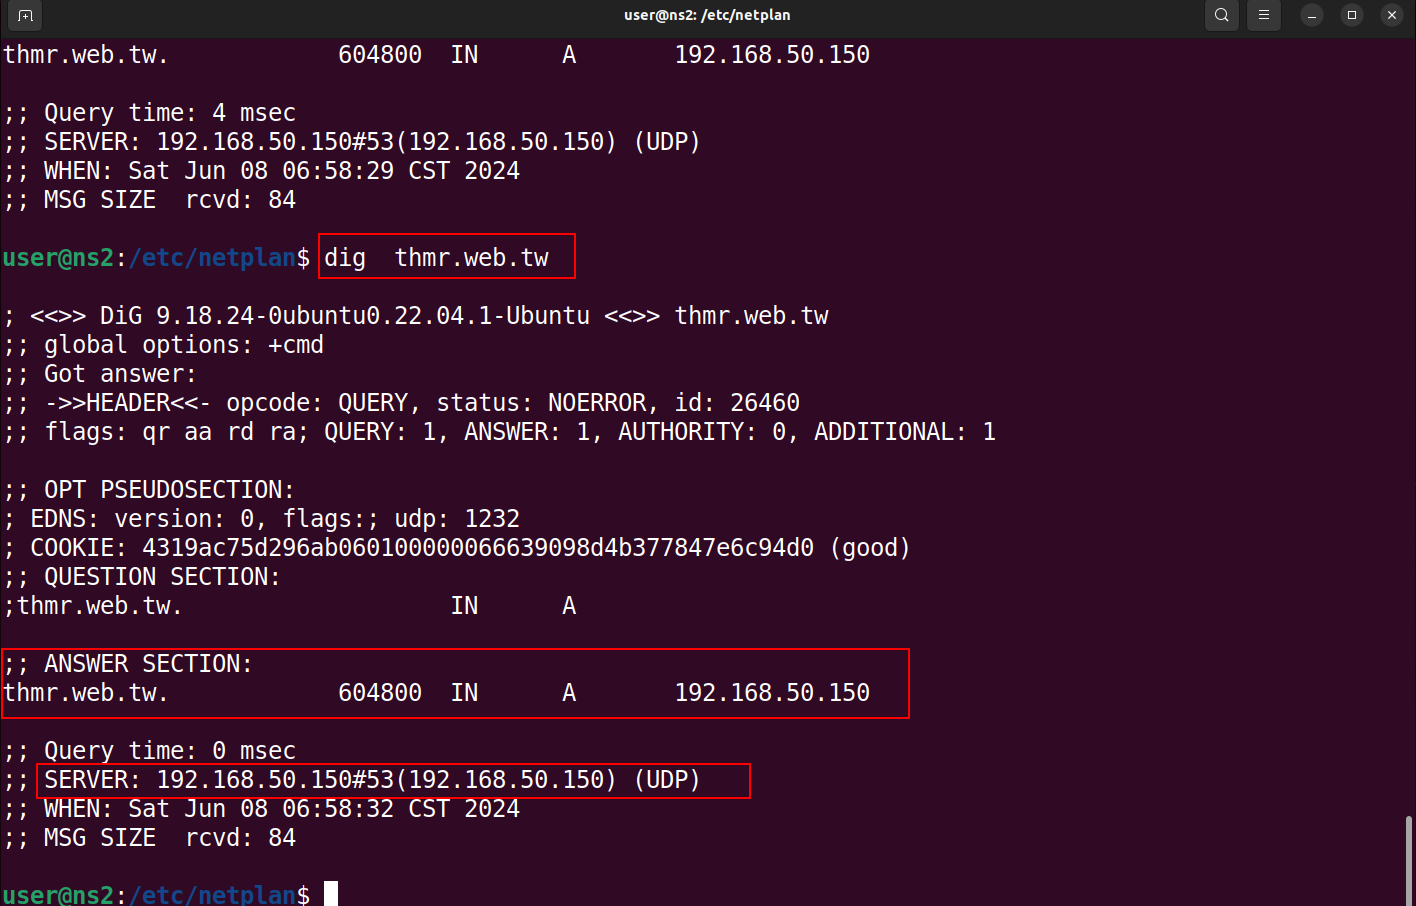 user@ns2: /etc/netplan
thmr.web.tw. 604800 IN A 192.168.50.150
;; Query time: 4 msec
;; SERVER: 192.168.50.150#53(192.168.50.150) (UDP)
;; WHEN: Sat Jun 08 06:58:29 CST 2024
;; MSG SIZE  rcvd: 84
user@ns2:/etc/netplan$ dig  thmr.web.tw
; <<>> DiG 9.18.24-0ubuntu0.22.04.1-Ubuntu <<>> thmr.web.tw
;; global options: +cmd
;; Got answer:
;; ->>HEADER<<- opcode: QUERY, status: NOERROR, id: 26460
;; flags: qr aa rd ra; QUERY: 1, ANSWER: 1, AUTHORITY: 0, ADDITIONAL: 1
;; OPT PSEUDOSECTION:
; EDNS: version: 0, flags:; udp: 1232
; COOKIE: 4319ac75d296ab060100000066639098d4b377847e6c94d0 (good)
;; QUESTION SECTION:
;thmr.web.tw. IN A
;; ANSWER SECTION:
thmr.web.tw. 604800 IN A 192.168.50.150
;; Query time: 0 msec
;; SERVER: 192.168.50.150#53(192.168.50.150) (UDP)
;; WHEN: Sat Jun 08 06:58:32 CST 2024
;; MSG SIZE  rcvd: 84
user@ns2:/etc/netplan$